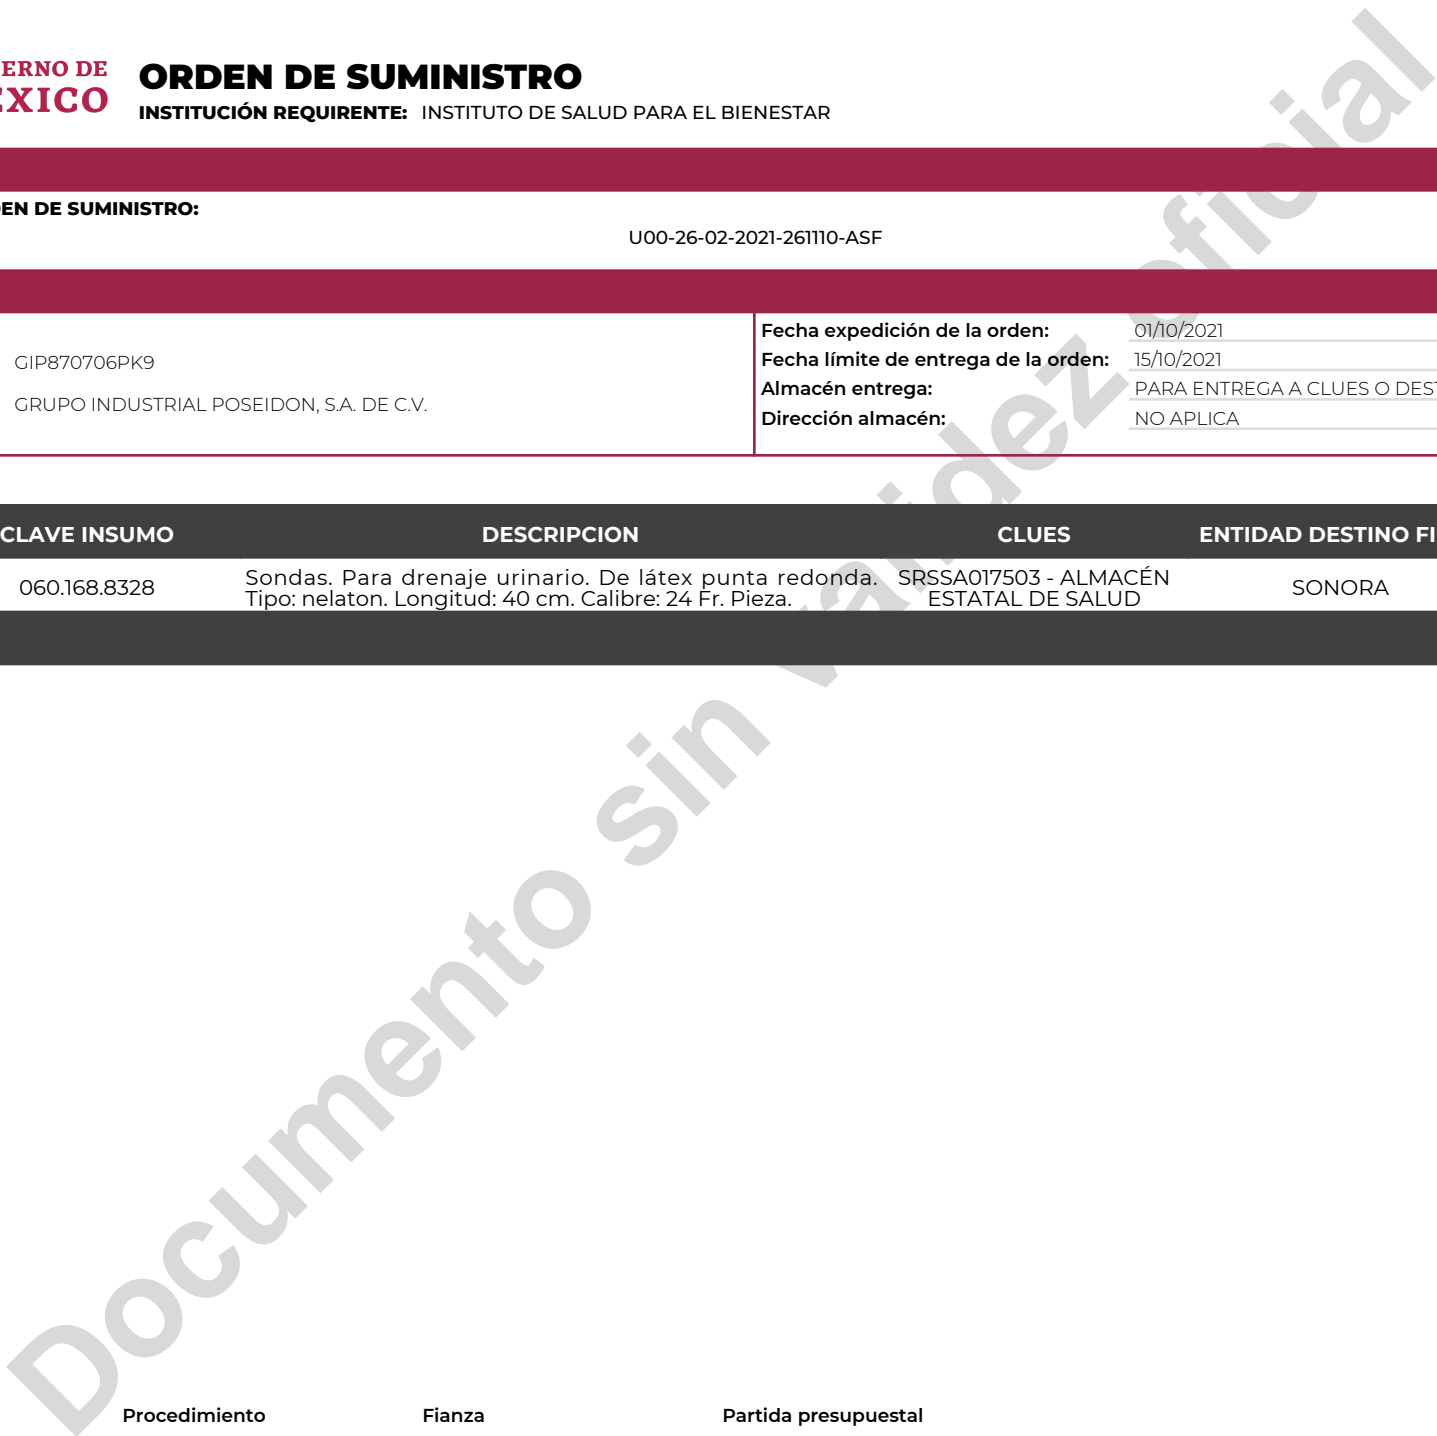 ERNO DE
EXICO
ORDEN DE SUMINISTRO
INSTITUCIÓN REQUIRENTE: INSTITUTO DE SALUD PARA EL BIENESTAR
EN DE SUMINISTRO:
U00-26-02-2021-261110-ASF
GIP870706PK9
GRUPO INDUSTRIAL POSEIDON, S.A. DE C.V.
Fecha expedición de la orden: 01/10/2021
Fecha límite de entrega de la orden: 15/10/2021
Almacén entrega: PARA ENTREGA A CLUES O DEST
Dirección almacén: NO APLICA
CLAVE INSUMO DESCRIPCION CLUES ENTIDAD DESTINO FI
060.168.8328
Sondas. Para drenaje urinario. De látex punta redonda.
Tipo: nelaton. Longitud: 40 cm. Calibre: 24 Fr. Pieza.
SRSSA017503 - ALMACÉN
ESTATAL DE SALUD
SONORA
Documento sin validez oficial
Procedimiento Fianza Partida presupuestal